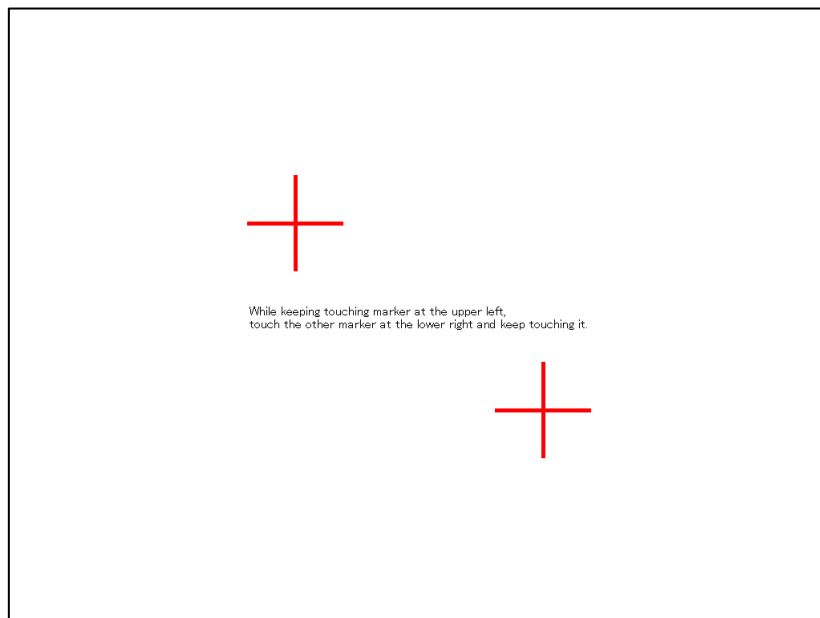 While keeping touching marker at the upper left,
touch the other marker at the lower right and keep touching it.